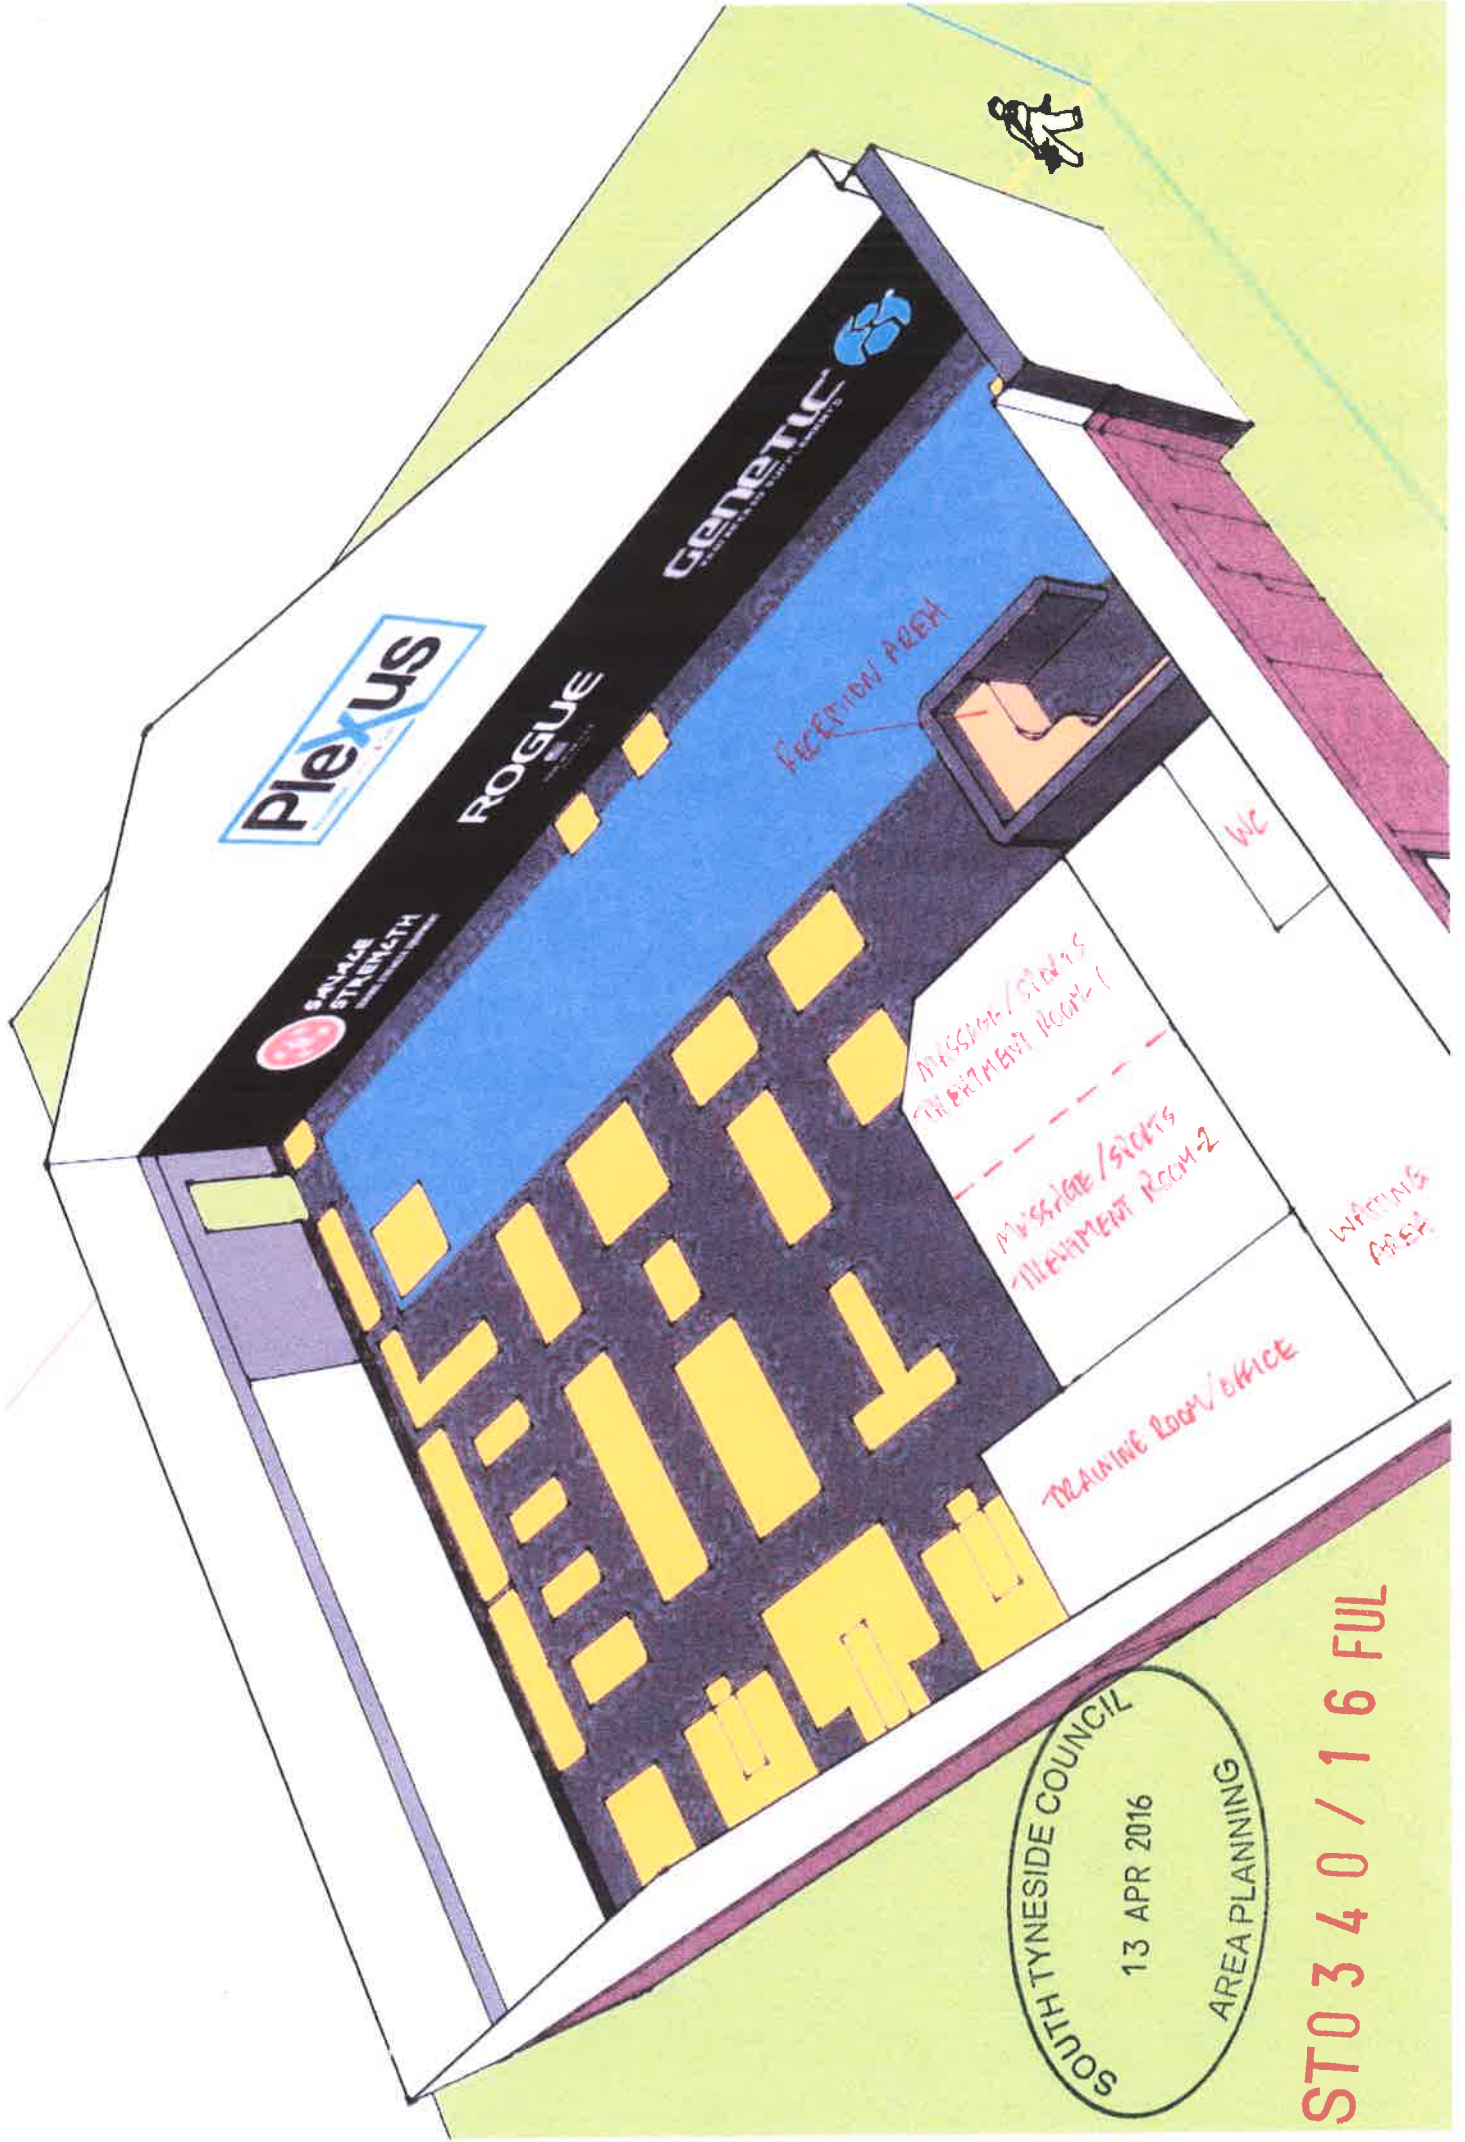 Plexus
SAVAGE
STRENGTH
ROGUE
GENETIC
SUPPLEMENTS
RECEPTION AREA
WC
MASSAGE/SPORTS
TREATMENT ROOM-1
MASSAGE/SPORTS
TREATMENT ROOM-2
WAITING
AREA
TRAINING ROOM/OFFICE
SOUTH TYNESIDE COUNCIL
13 APR 2016
AREA PLANNING
ST0340/16 FUL